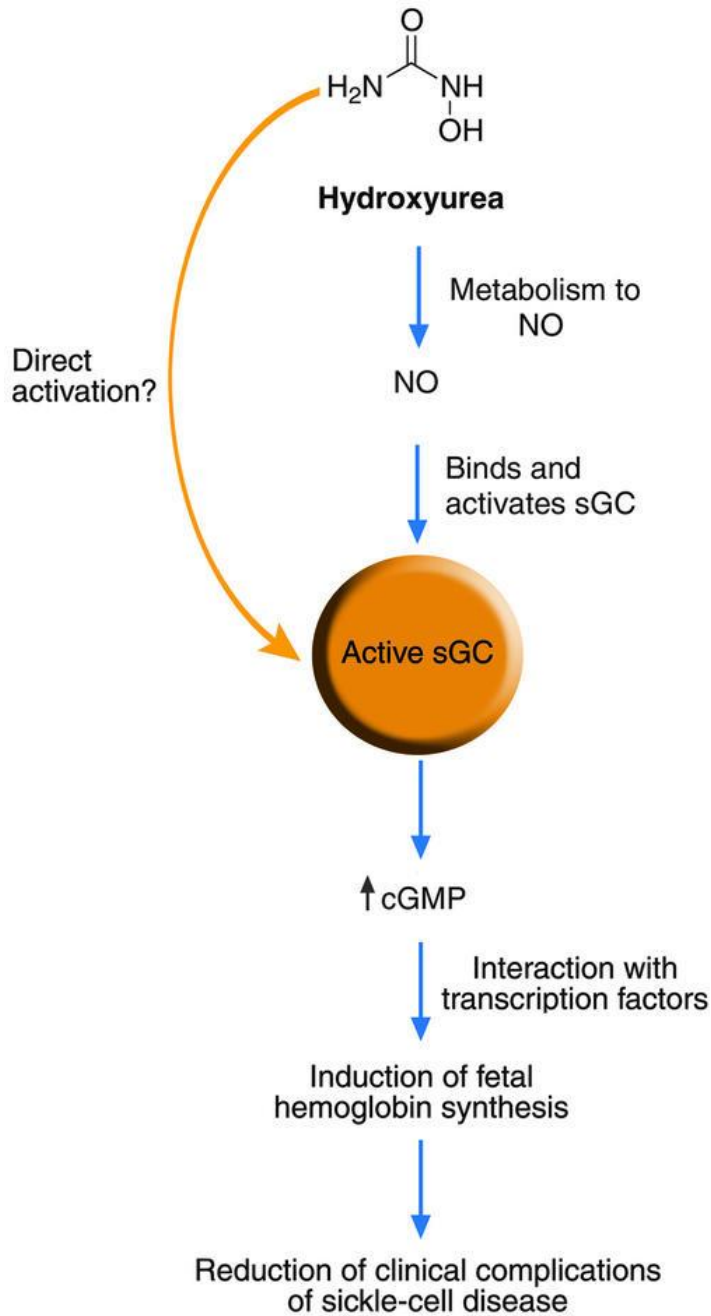 O
H₂N
NH
OH
Hydroxyurea
Metabolism to
NO
Direct
activation?
NO
Binds and
activates sGC
Active sGC
cGMP
Interaction with
transcription factors
Induction of fetal
hemoglobin synthesis
Reduction of clinical complications
of sickle-cell disease